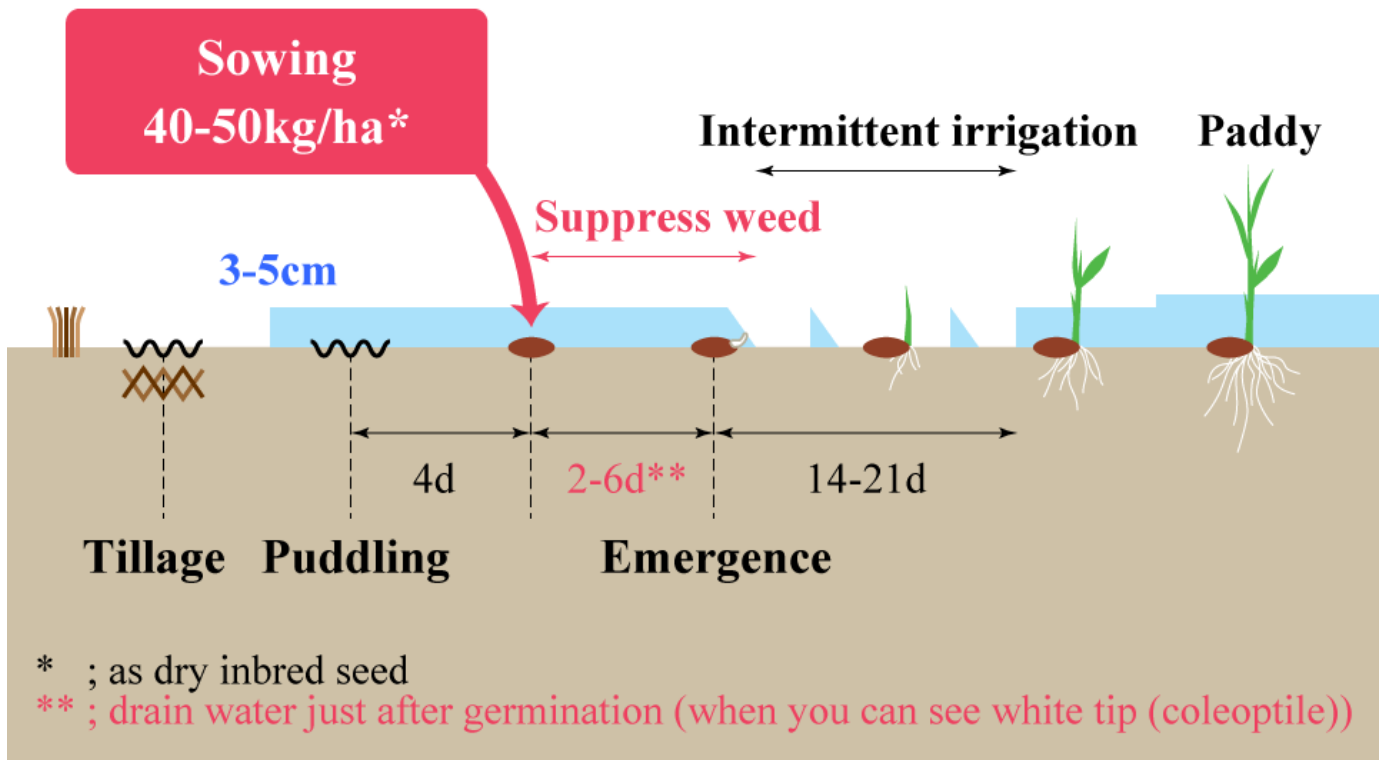 Sowing
40-50kg/ha*
Intermittent irrigation
Paddy
Suppress weed
3-5cm
4d
2-6d**
14-21d
Tillage
Puddling
Emergence
* ; as dry inbred seed
** ; drain water just after germination (when you can see white tip (coleoptile))